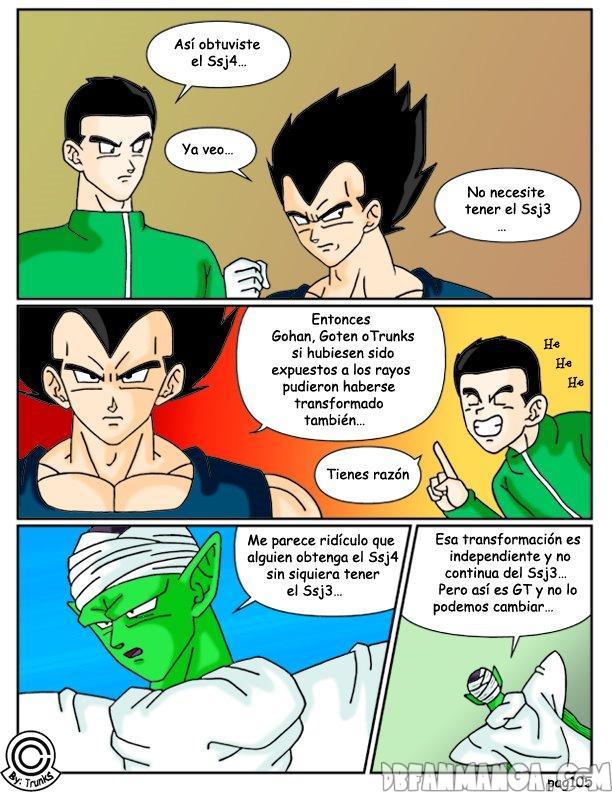 Así obtuviste
el Ssj4...
Ya veo...
No necesite
tener el Ssj3
...
Entonces
Gohan, Goten oTrunks
si hubiesen sido
expuestos a los rayos
pudieron haberse
transformado
también...
He
He
He
Tienes razón
Me parece ridículo que
alguien obtenga el Ssj4
sin siquiera tener
el Ssj3...
Esa transformación es
independiente y no
continua del Ssj3...
Pero así es GT y no lo
podemos cambiar...
C
By: Trunks
pag105
DBFANMANGA.COM